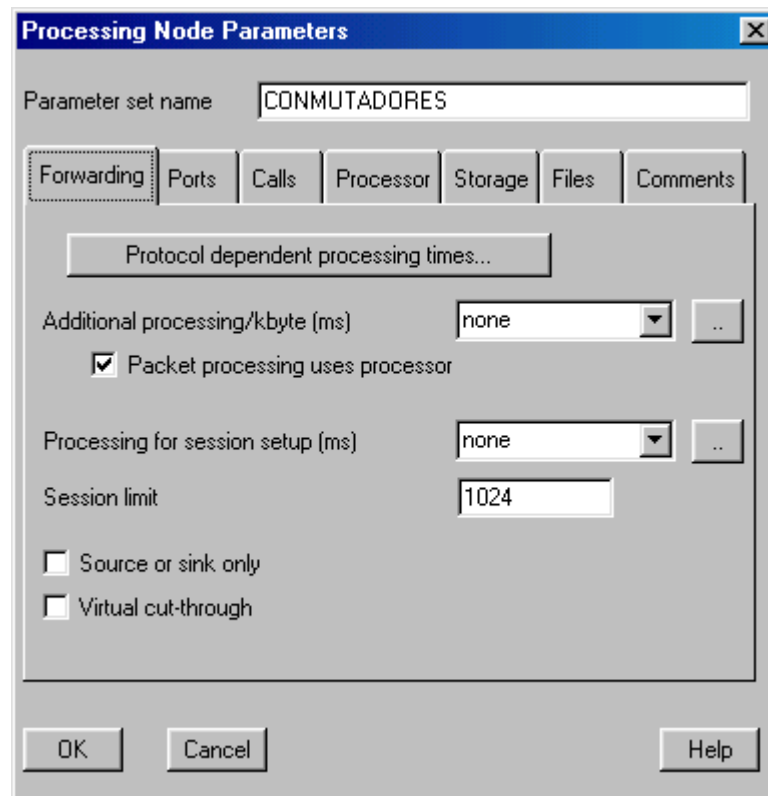 Processing Node Parameters
Parameter set name CONMUTADORES
Forwarding Ports Calls Processor Storage Files Comments
Protocol dependent processing times...
Additional processing/kbyte (ms) none ..
Packet processing uses processor
Processing for session setup (ms) none ..
Session limit 1024
Source or sink only
Virtual cut-through
OK Cancel Help